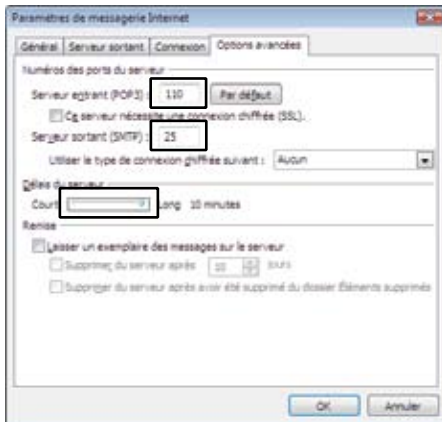 Paramètres de messagerie Internet
Général Serveur sortant Connexion Options avancées
Numéros des ports du serveur
Serveur entrant (POP3) : 110 Par défaut
Ce serveur nécessite une connexion chiffrée (SSL).
Serveur sortant (SMTP) : 25
Utiliser le type de connexion chiffrée suivant : Aucun
Délais du serveur
Court Long 10 minutes
Remise
Laisser un exemplaire des messages sur le serveur
Supprimer du serveur après 10 jours
Supprimer du serveur après avoir été supprimé du dossier Éléments supprimés
OK Annuler